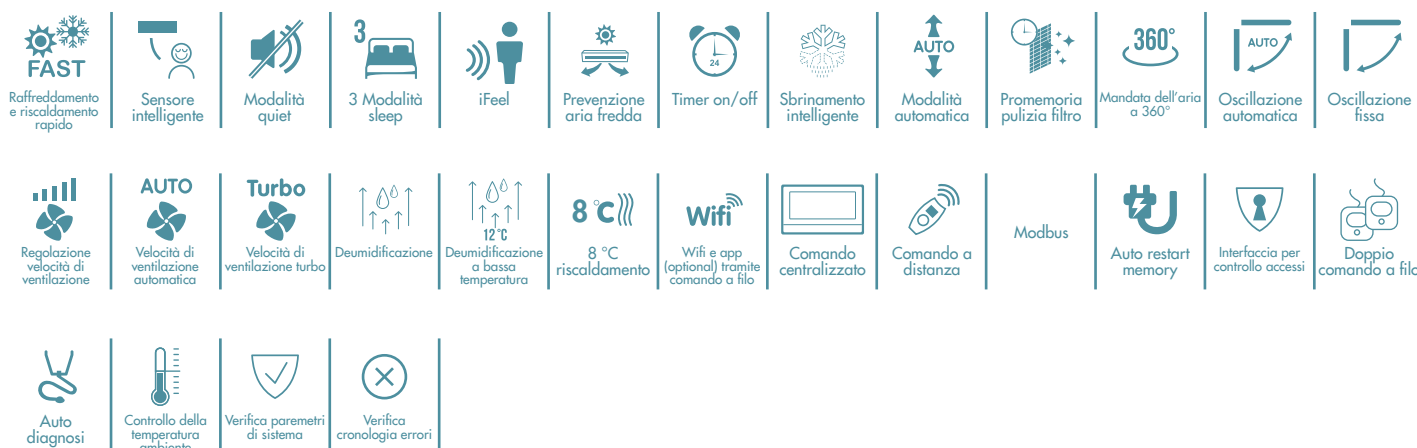 FAST
Raffreddamento
e riscaldamento
rapido
Sensore
intelligente
Modalità
quiet
3
3 Modalità
sleep
iFeel
Prevenzione
aria fredda
24
Timer on/off
Sbrinamento
intelligente
AUTO
Modalità
automatica
Promemoria
pulizia filtro
360°
Mandata dell'aria
a 360°
AUTO
Oscillazione
automatica
Oscillazione
fissa
Regolazione
velocità di
ventilazione
AUTO
Velocità di
ventilazione
automatica
Turbo
Velocità di
ventilazione turbo
Deumidificazione
12°C
Deumidificazione
a bassa
temperatura
8°C
8 °C
riscaldamento
Wifi
Wifi e app
(optional) tramite
comando a filo
Comando
centralizzato
Comando a
distanza
Modbus
Auto restart
memory
Interfaccia per
controllo accessi
Doppio
comando a filo
Auto
diagnosi
Controllo della
temperatura
ambiente
Verifica paremetri
di sistema
Verifica
cronologia errori